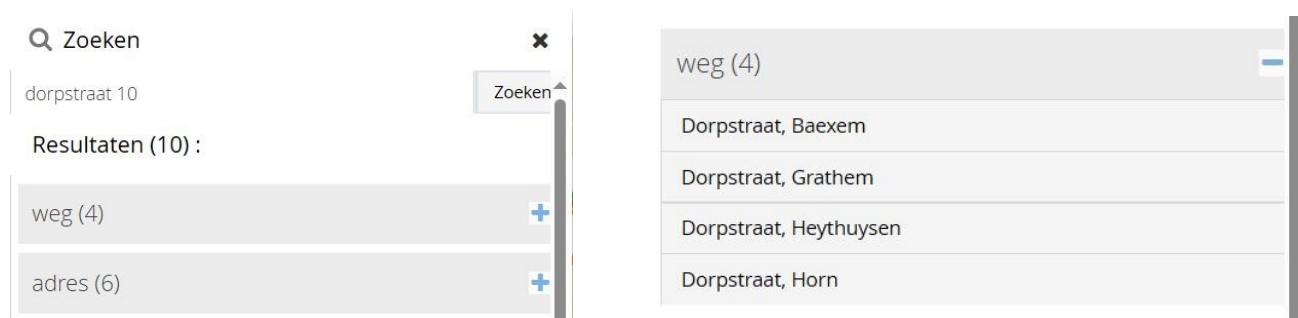 Zoeken
dorpstraat 10
Zoeken
Resultaten (10) :
weg (4)
adres (6)
weg (4)
Dorpstraat, Baexem
Dorpstraat, Grathem
Dorpstraat, Heythuysen
Dorpstraat, Horn